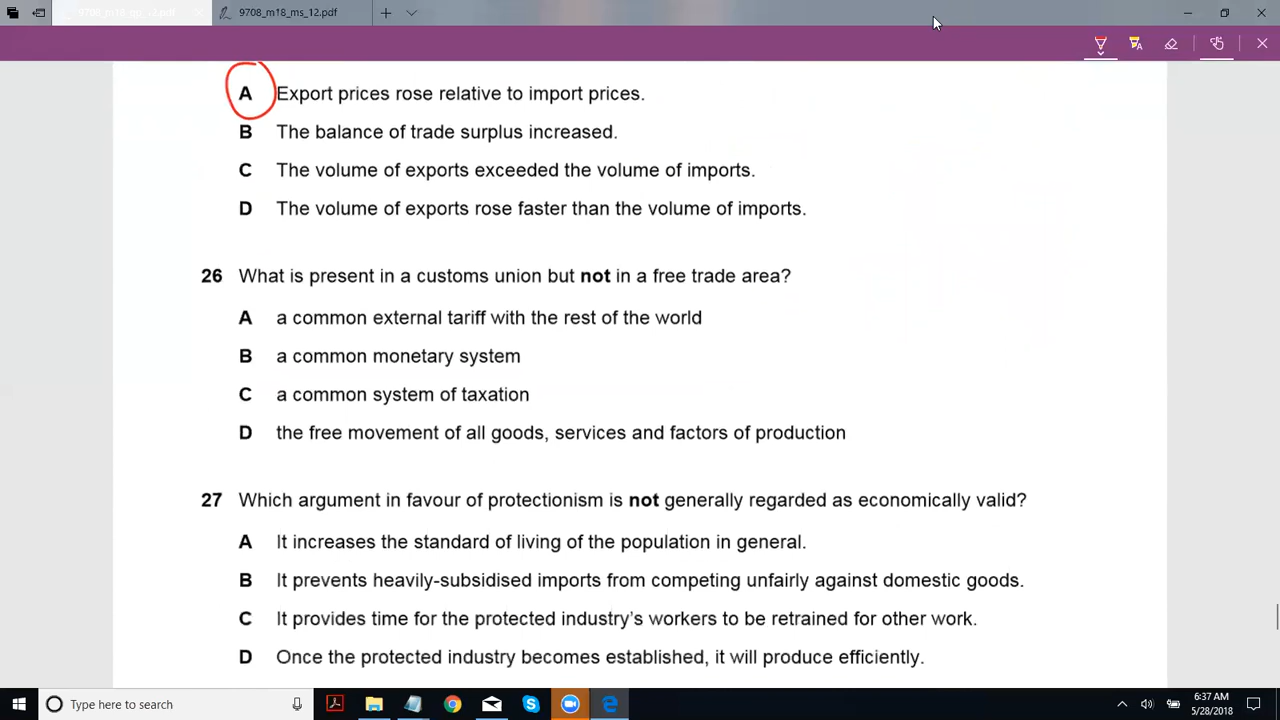 9708_m18_ms_12.pdf
A Export prices rose relative to import prices.
B The balance of trade surplus increased.
C The volume of exports exceeded the volume of imports.
D The volume of exports rose faster than the volume of imports.
26 What is present in a customs union but not in a free trade area?
A a common external tariff with the rest of the world
B a common monetary system
C a common system of taxation
D the free movement of all goods, services and factors of production
27 Which argument in favour of protectionism is not generally regarded as economically valid?
A It increases the standard of living of the population in general.
B It prevents heavily-subsidised imports from competing unfairly against domestic goods.
C It provides time for the protected industry's workers to be retrained for other work.
D Once the protected industry becomes established, it will produce efficiently.
Type here to search
6:37 AM
5/28/2018